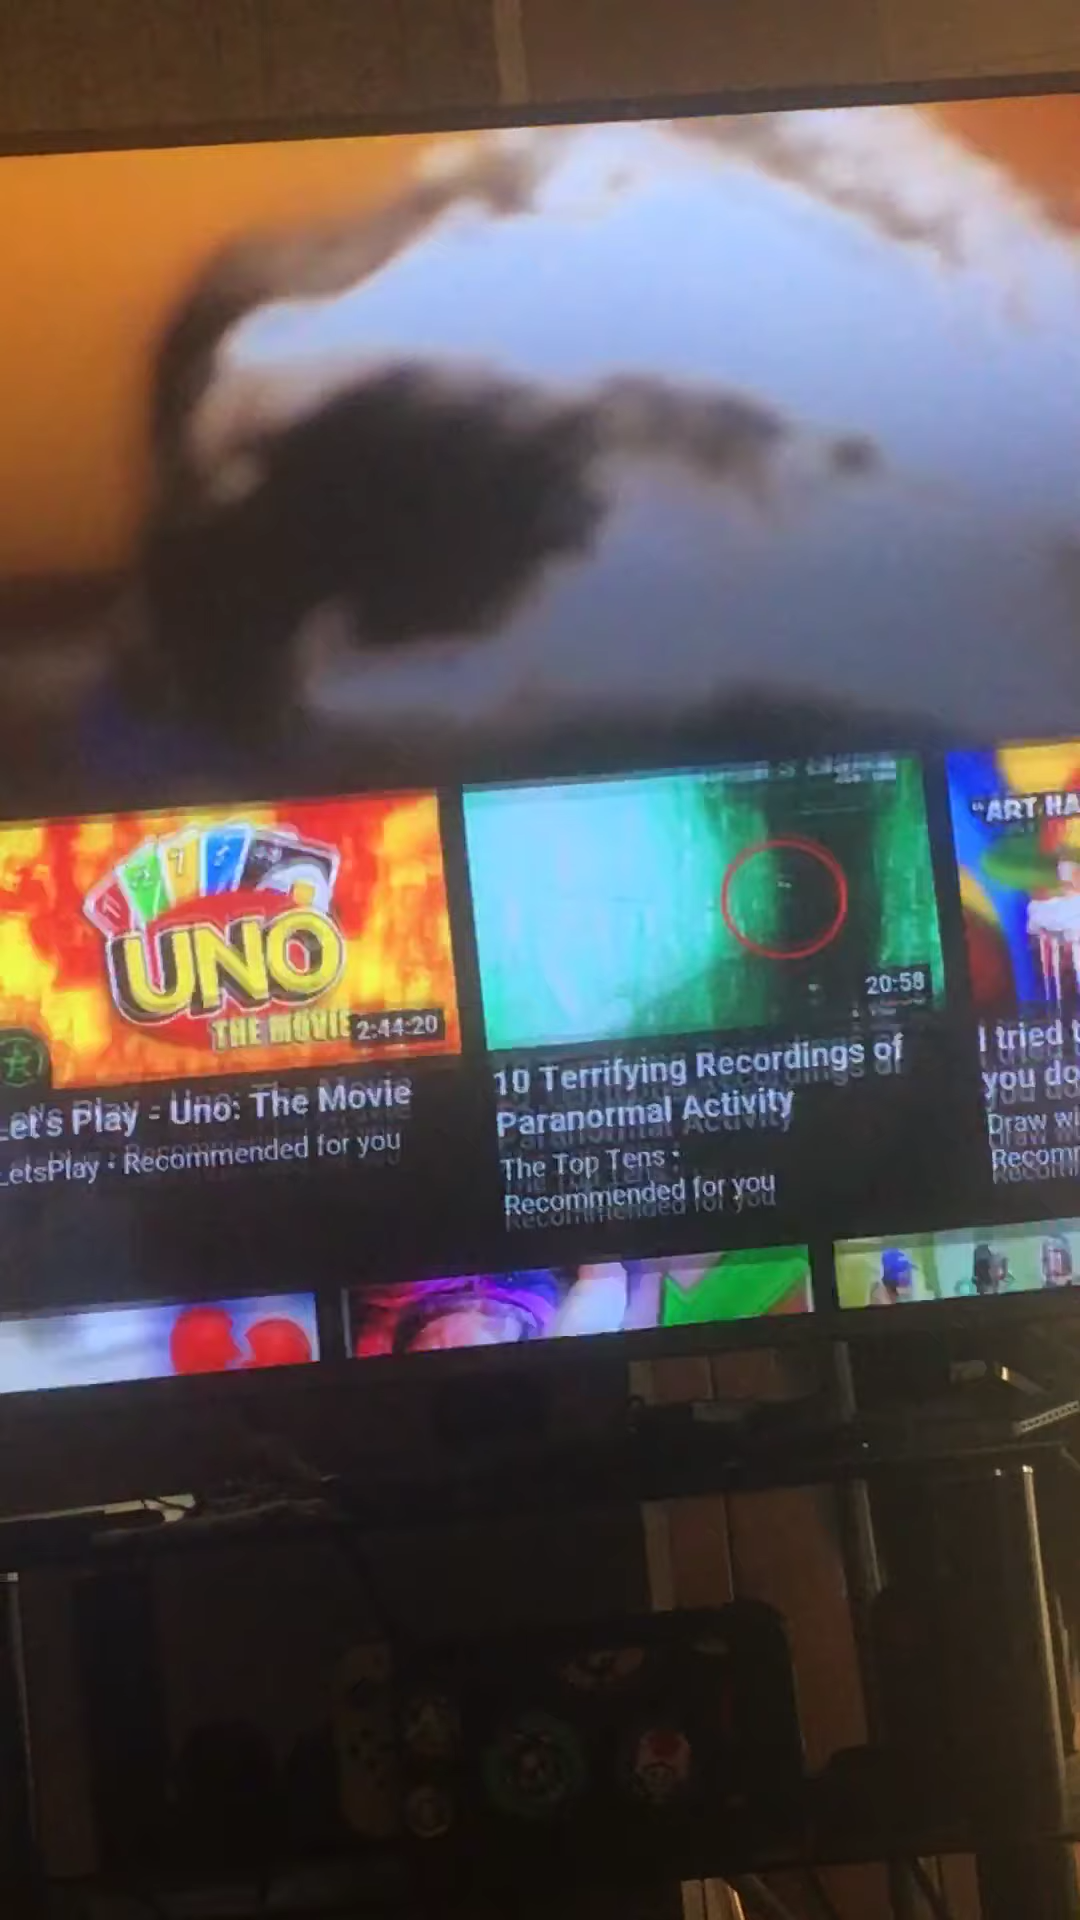 UNO
THE MOVIE
2:44:20
Let's Play - Uno: The Movie
LetsPlay • Recommended for you
20:58
10 Terrifying Recordings of
Paranormal Activity
The Top Tens •
Recommended for you
"ART HA
I tried t
you do
Draw wi
Recomm